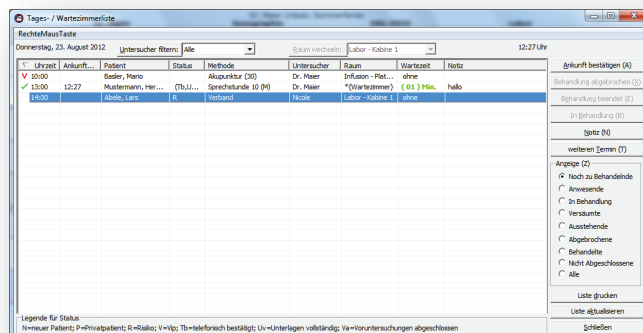 Tages- / Wartezimmerliste
RechteMausTaste
Donnerstag, 23. August 2012 Untersucher filtern: Alle Raum wechseln: Labor - Kabine 1 12:27 Uhr
Uhrzeit Ankunft... Patient Status Methode Untersucher Raum Wartezeit Notiz
V 10:00 Basler, Mario Akupunktur (30) Dr. Maier Infusion - Plat... ohne
13:00 12:27 Mustermann, Her... (Tb,U... Sprechstunde 10 (M) Dr. Maier *(Wartezimmer) ( 01 ) Min. hallo
14:00 Abele, Lars R Verband Nicole Labor - Kabine 1 ohne
Ankunft bestätigen (A)
Behandlung abgebrochen (X)
Behandlung beendet (E)
In Behandlung (B)
Notiz (N)
weiteren Termin (T)
Anzeige (Z)
Noch zu Behandelnde
Anwesende
In Behandlung
Versäumte
Ausstehende
Abgebrochene
Behandelte
Nicht Abgeschlossene
Alle
Liste drucken
Liste aktualisieren
Schließen
Legende für Status
N=neuer Patient; P=Privatpatient; R=Risiko; V=Vip; Tb=telefonisch bestätigt; Uv=Unterlagen vollständig; Va=Voruntersuchungen abgeschlossen